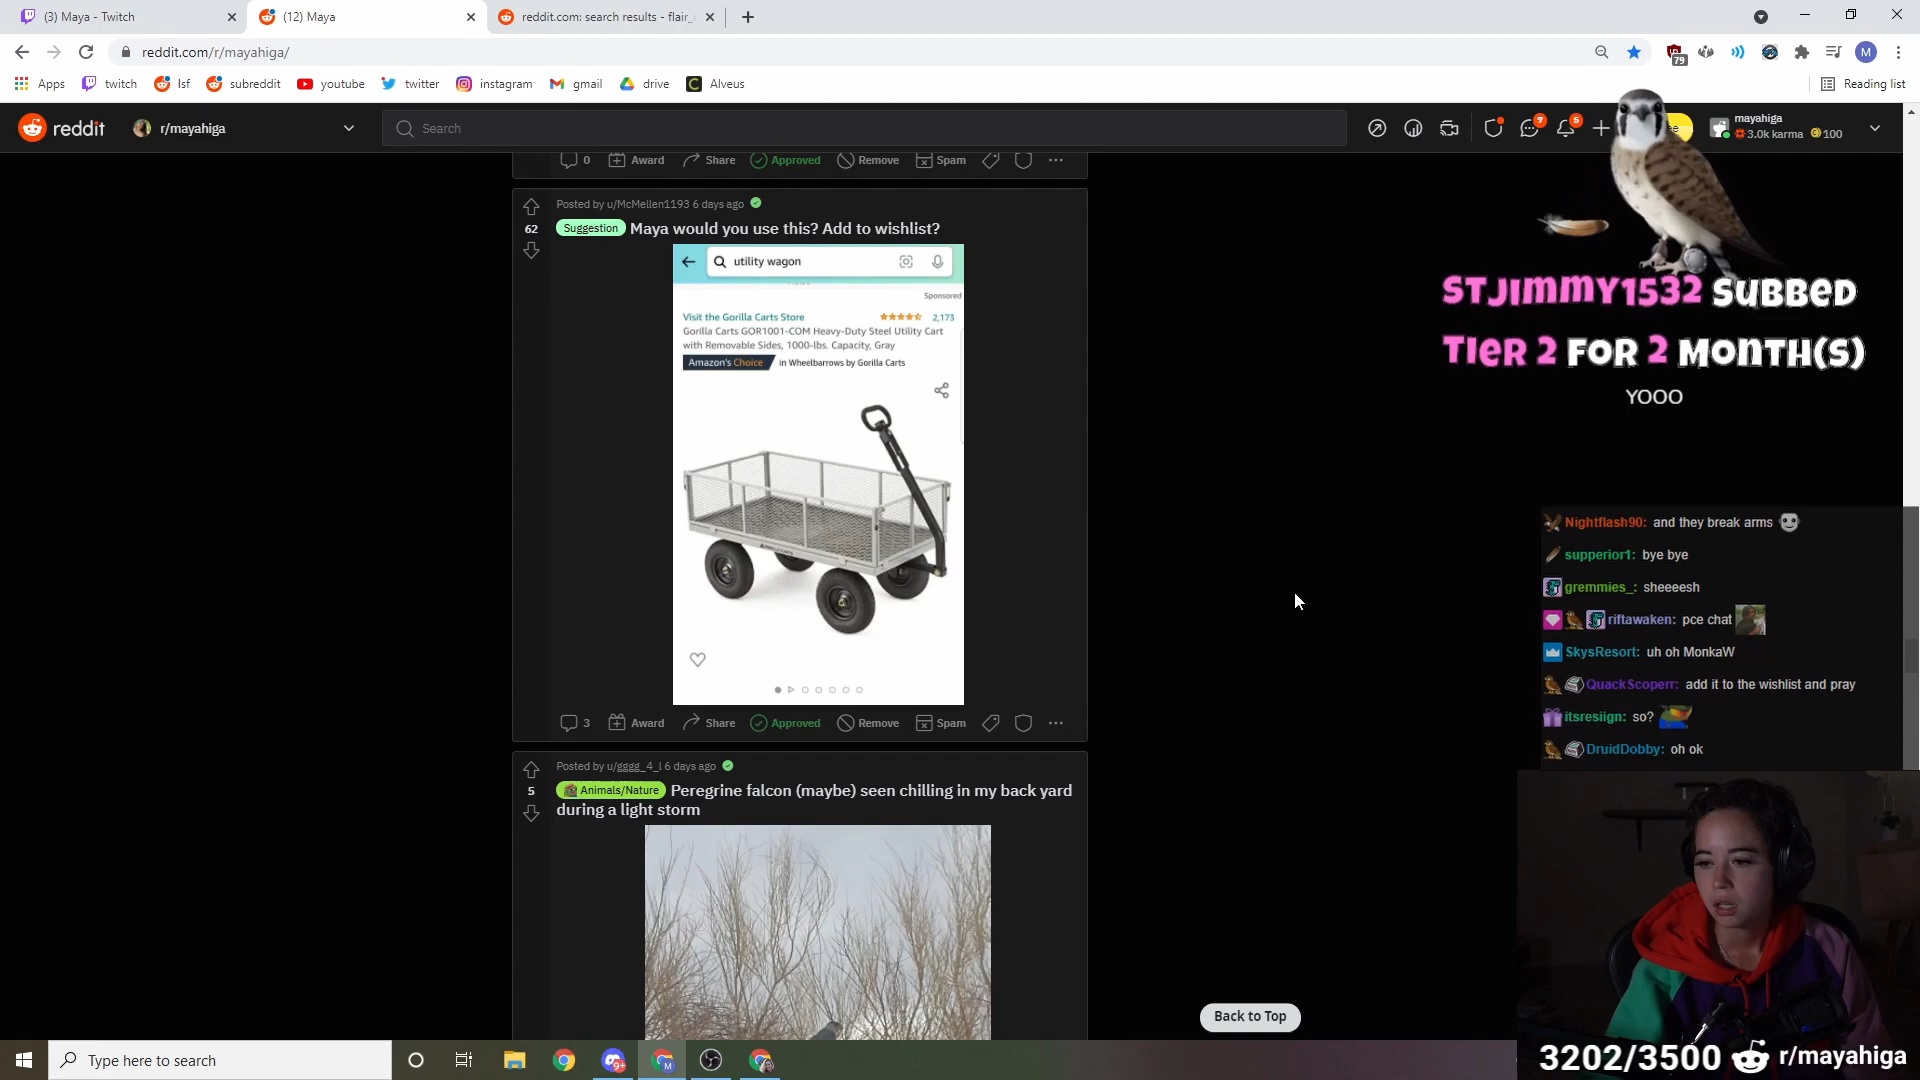 (3) Maya - Twitch
(12) Maya
reddit.com: search results - flair_
reddit.com/r/mayahiga/
79
M
Apps
twitch
lsf
subreddit
youtube
twitter
instagram
gmail
drive
Alveus
Reading list
reddit
r/mayahiga
Search
7
5
mayahiga
3.0k karma 100
0 Award Share Approved Remove Spam
Posted by u/McMellen1193 6 days ago
62
Suggestion Maya would you use this? Add to wishlist?
utility wagon
Sponsored
Visit the Gorilla Carts Store 2,173
Gorilla Carts GOR1001-COM Heavy-Duty Steel Utility Cart
with Removable Sides, 1000-lbs. Capacity, Gray
Amazon's Choice in Wheelbarrows by Gorilla Carts
3 Award Share Approved Remove Spam
Posted by u/gggg_4_l 6 days ago
5
Animals/Nature Peregrine falcon (maybe) seen chilling in my back yard
during a light storm
Back to Top
STJIMMY1532 SUBBED
TIER 2 FOR 2 MONTH(S)
YOOO
Nightflash90: and they break arms
supperior1: bye bye
gremmies_: sheeeesh
riftawaken: pce chat
SkysResort: uh oh MonkaW
QuackScoperr: add it to the wishlist and pray
itsresiign: so?
DruidDobby: oh ok
Type here to search
9+
M
3202/3500 r/mayahiga